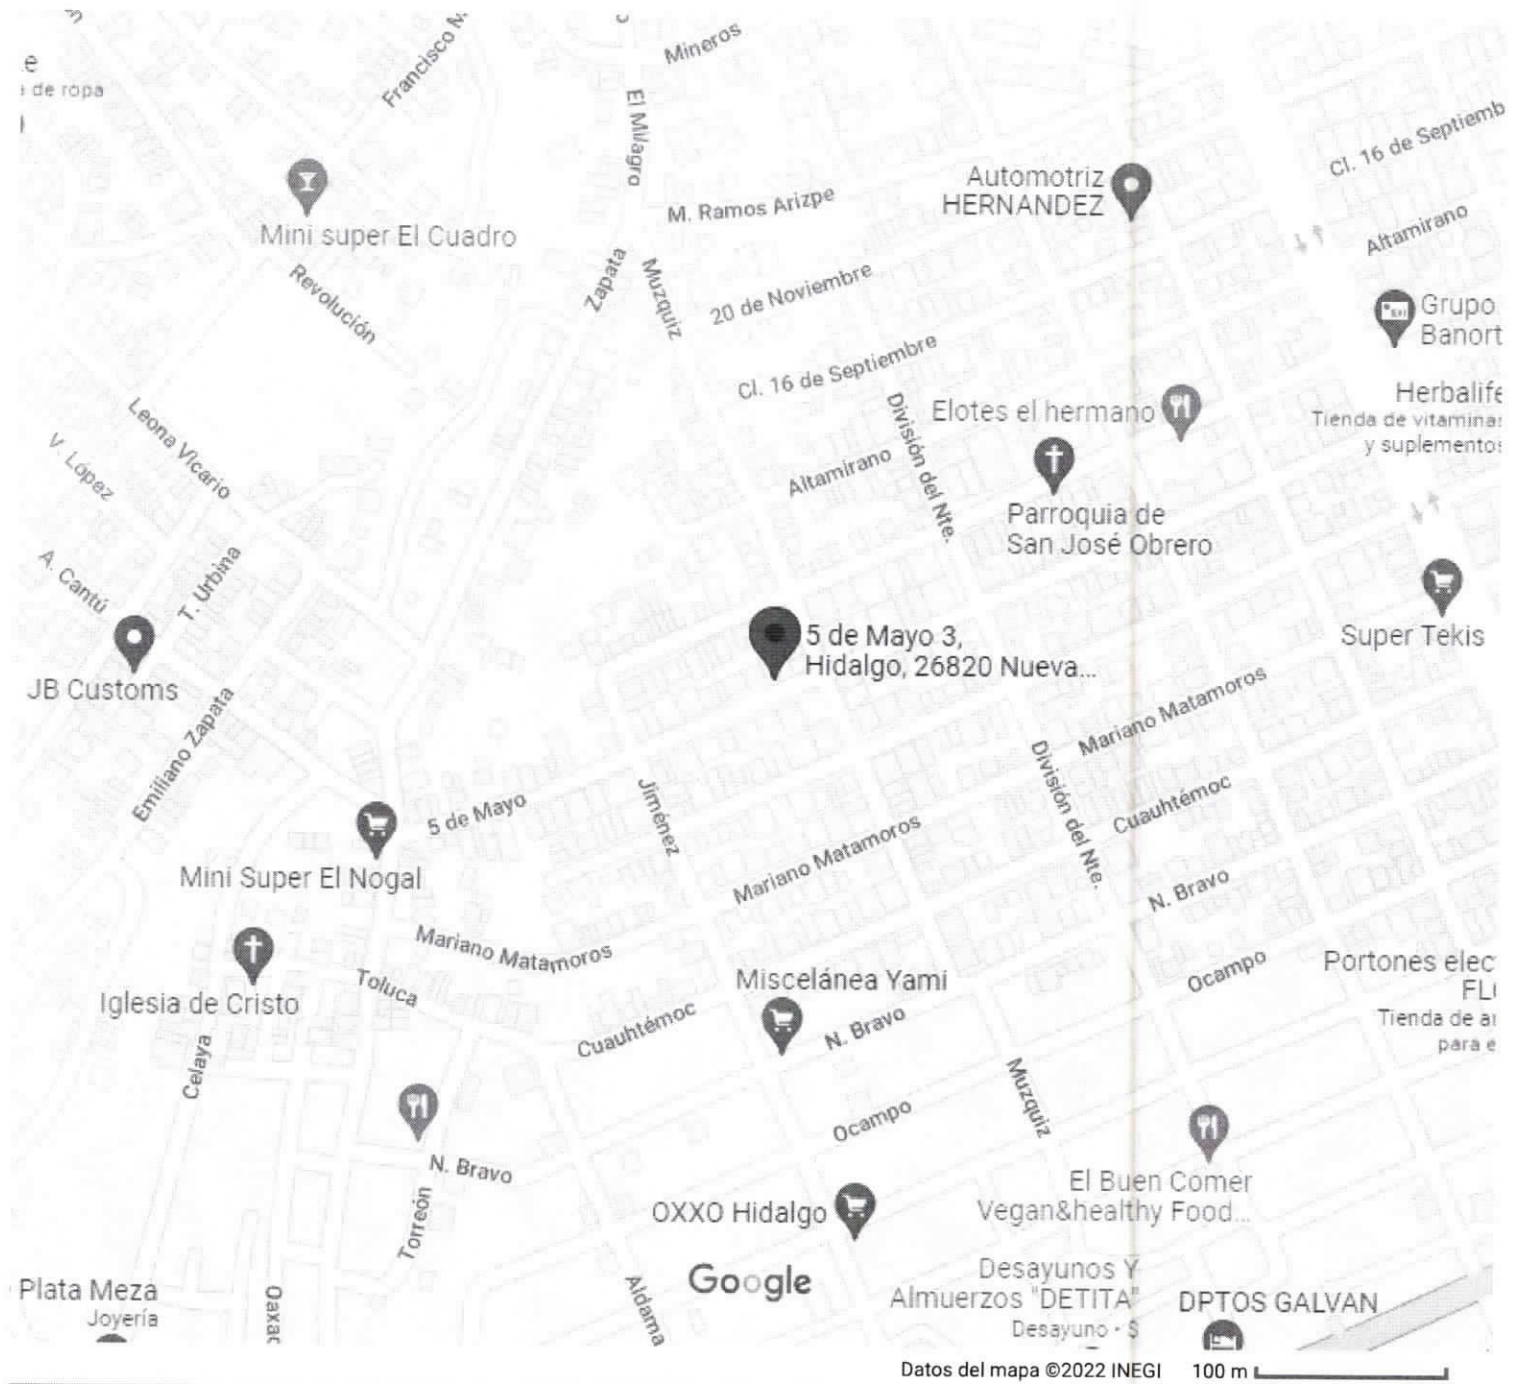 Francisco M.
Mineros
de ropa
El Milagro
Cl. 16 de Septiemb
Automotriz
HERNANDEZ
M. Ramos Arizpe
Altamirano
Mini super El Cuadro
Zapata
Muzquiz
Revolución
20 de Noviembre
Grupo
Banort
Cl. 16 de Septiembre
Herbalife
Tienda de vitaminas
y suplementos
División del Nte.
Elotes el hermano
Leona Vicario
V. López
Altamirano
Parroquia de
San José Obrero
A. Cantú
T. Urbina
5 de Mayo 3,
Hidalgo, 26820 Nueva...
Super Tekis
JB Customs
Emiliano Zapata
Mariano Matamoros
División del Nte.
Jiménez
Cuauhtémoc
5 de Mayo
Mariano Matamoros
Mini Super El Nogal
N. Bravo
Mariano Matamoros
Iglesia de Cristo
Toluca
Miscelánea Yami
Ocampo
Portones elec
Tienda de
para e
Cuauhtémoc
N. Bravo
Celaya
Muzquiz
Ocampo
N. Bravo
Torreón
El Buen Comer
Vegan&healthy Food...
OXXO Hidalgo
Google
Desayunos Y
Almuerzos "DETITA"
Desayuno · $
DPTOS GALVAN
Plata Meza
Joyería
Oaxac
Aldama
Datos del mapa ©2022 INEGI
100 m